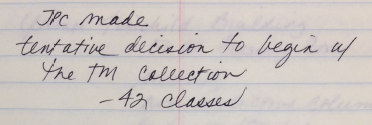 JPC made
tentative decision to begin w/
the TM Collection
- 42 classes